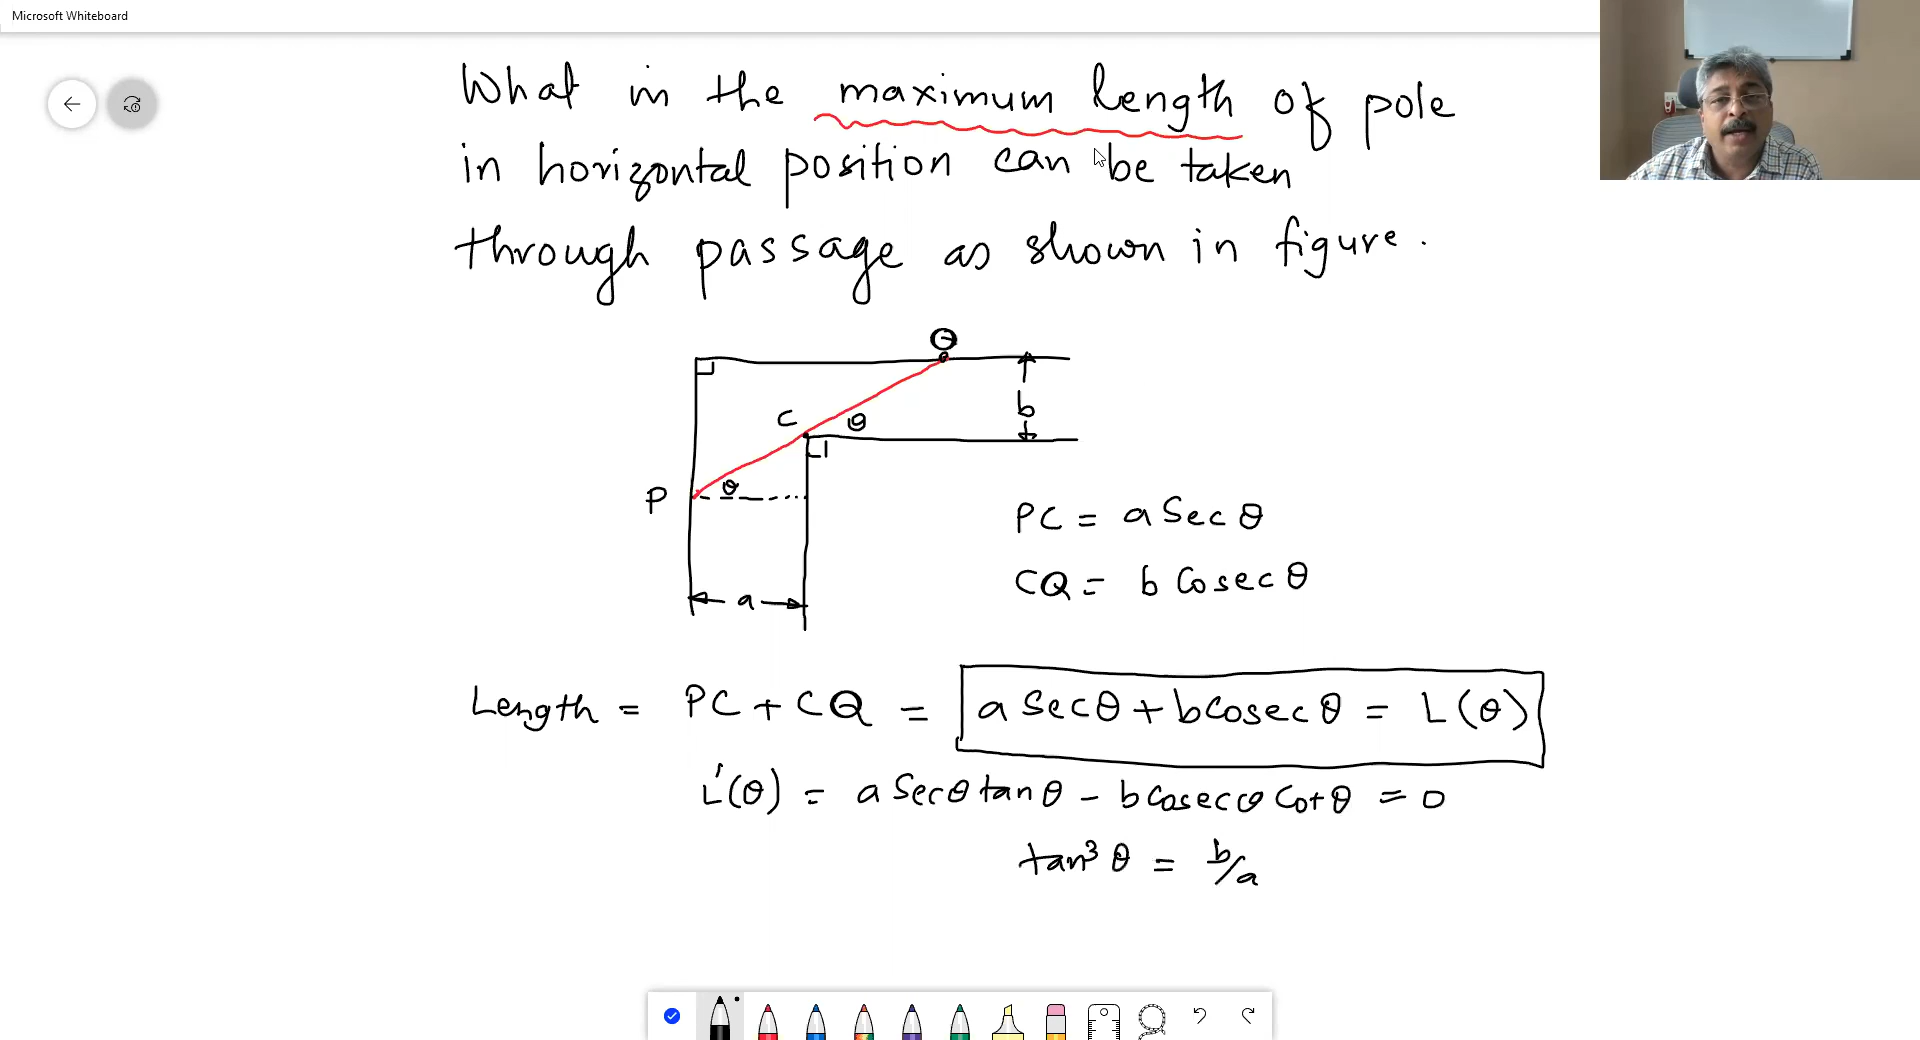 Microsoft Whiteboard
What is the maximum length of pole
in horizontal position can be taken
through passage as shown in figure.
Q
b
C θ
P θ
a
PC = a Sec θ
CQ = b Cosec θ
Length = PC + CQ = a Sec θ + b Cosec θ = L(θ)
L'(θ) = a Sec θ tan θ - b Cosec θ Cot θ = 0
tan³ θ = b/a